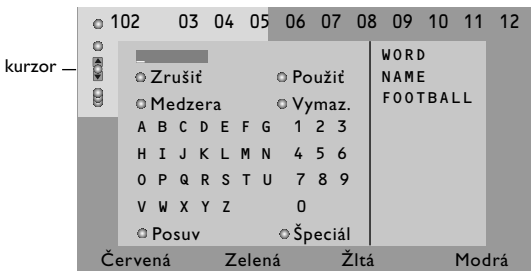 102 03 04 05 06 07 08 09 10 11 12
kurzor
WORD
NAME
FOOTBALL
Zrušiť Použiť
Medzera Vymaz.
A B C D E F G 1 2 3
H I J K L M N 4 5 6
O P Q R S T U 7 8 9
V W X Y Z 0
Posuv Špeciál
Červená Zelená Žltá Modrá